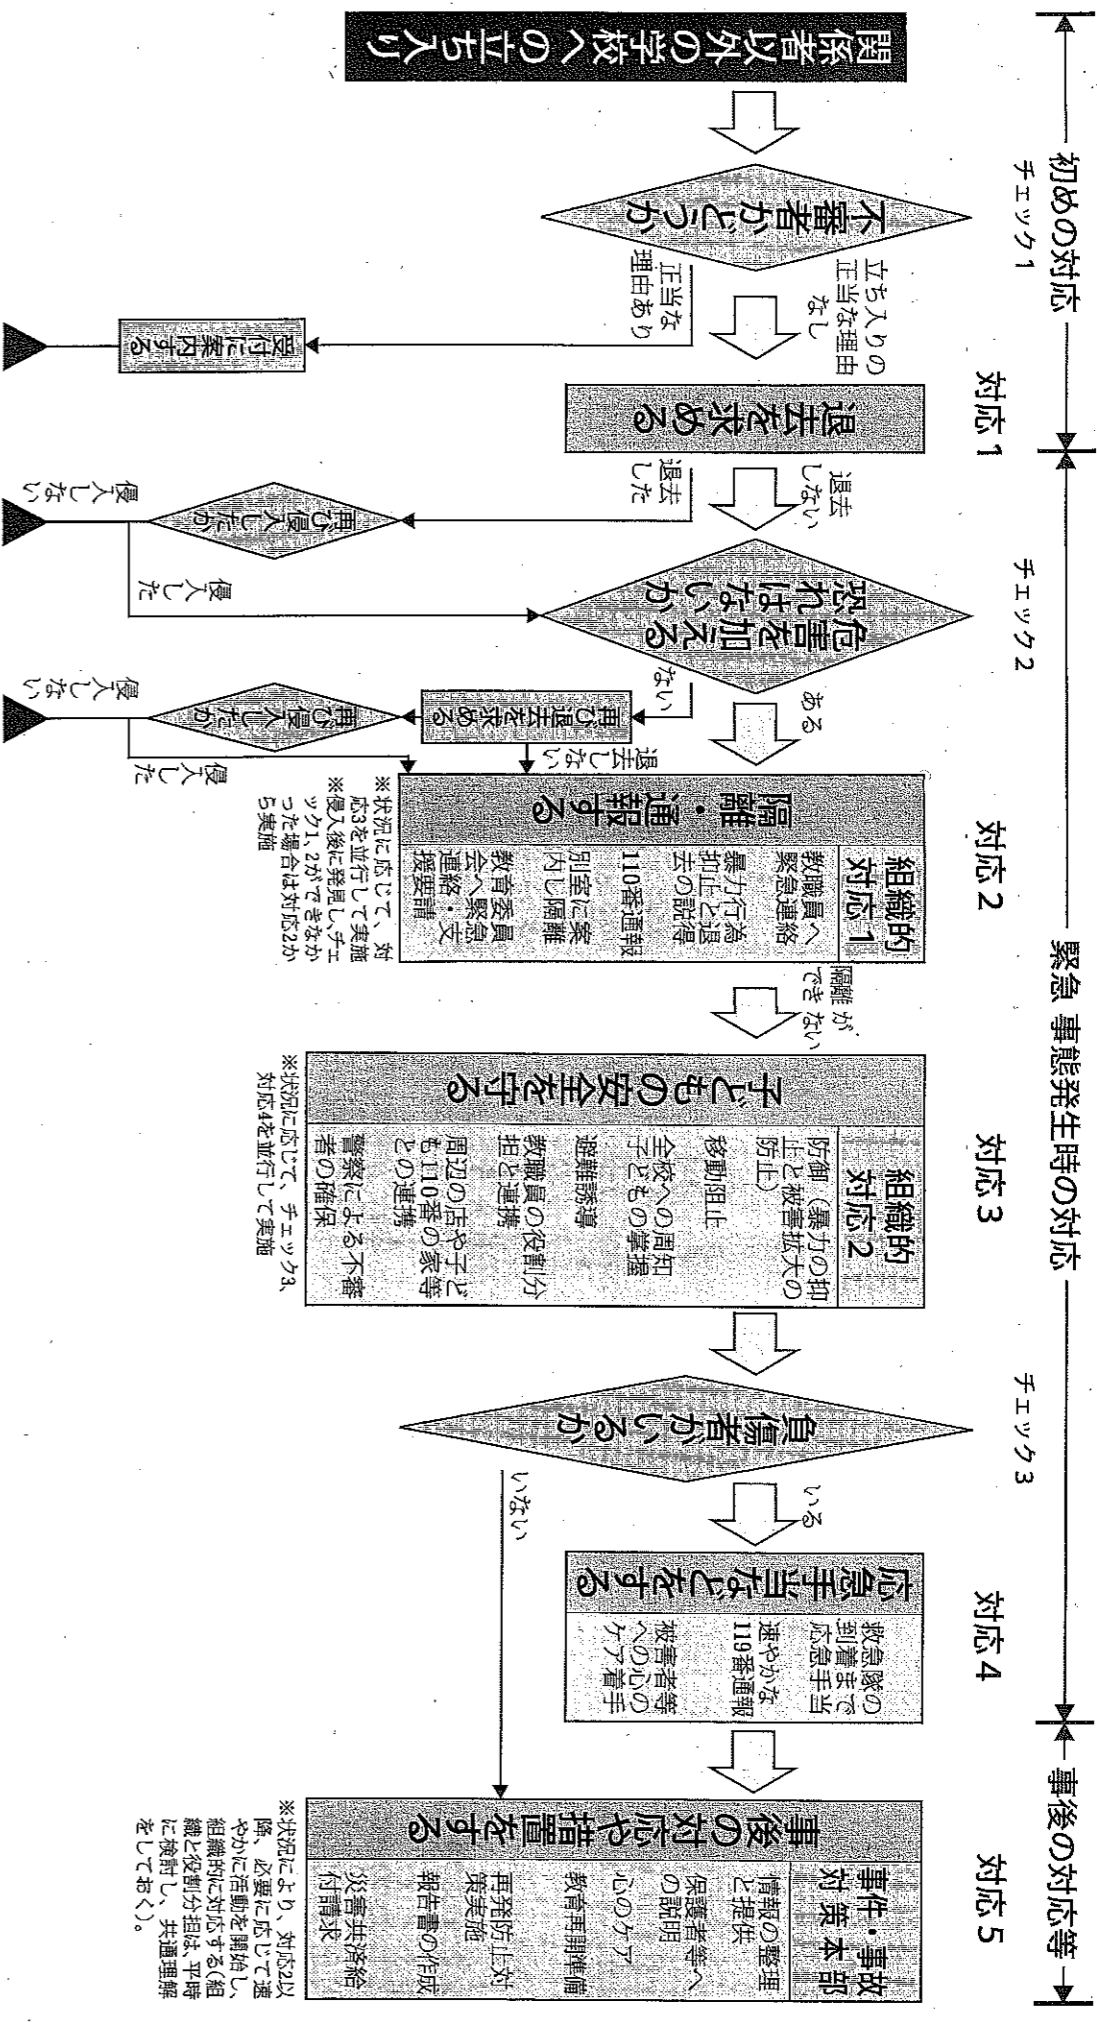 初めの対応
緊急 事態発生時の対応
事後の対応等
チェック1
対応1
チェック2
対応2
対応3
チェック3
対応4
対応5
関係者以外の学校への立ち入り
不審者かどうか
立ち入りの
正当な理由
なし
正当な
理由あり
受付に案内する
退去を求める
退去
しない
退去
した
再び侵入したか
侵入しない
侵入した
危害を加える
恐れはないか
ある
ない
再び退去を求める
退去しない
再び侵入したか
侵入しない
侵入した
隔離・通報する
組織的
対応1
教職員へ
緊急連絡
暴力行為
抑止と退
去の説得
110番通報
別室に案
内し隔離
教育委員
会へ緊急
連絡・支
援要請
※状況に応じて、対
応3を並行して実施
※侵入後に発見し、チェ
ック1、2ができなか
った場合は対応2か
ら実施
隔離が
できない
子どもの安全を守る
組織的
対応2
防御（暴力の抑
止と被害拡大の
防止）
移動阻止
全校への周知
子どもの掌握
避難誘導
教職員の役割分
担と連携
周辺の店や子ど
も110番の家等
との連携
警察による不審
者の確保
※状況に応じて、チェック3、
対応4を並行して実施
負傷者がいるか
いる
いない
応急手当などをする
救急隊の
到着まで
応急手当
速やかな
119番通報
被害者等
への心の
ケア着手
事後の対応や措置をする
事件・事故
対策本部
情報の整理
と提供
保護者等へ
の説明
心のケア
教育再開準備
再発防止対
策実施
報告書の作成
災害共済給
付請求
※状況により、対応2以
降、必要に応じて速
やかに活動を開始し、
組織的に対応する（組
織と役割分担は、平時
に検討し、共通理解
をしておく）。